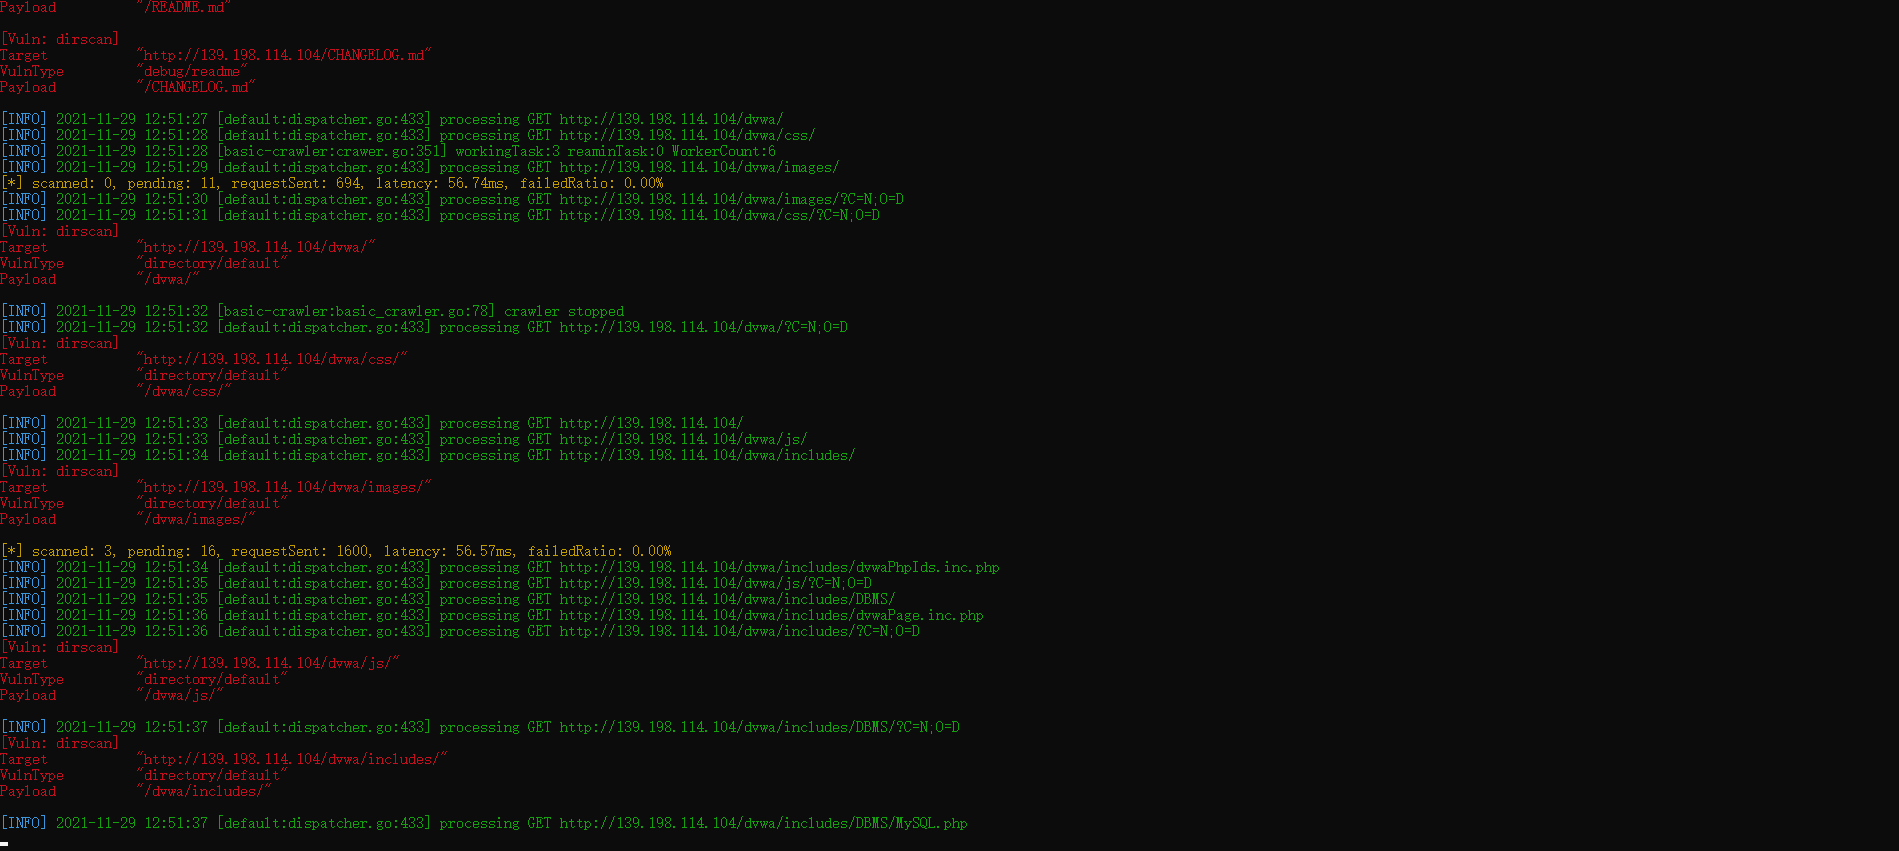 Payload "/README.md"
[Vuln: dirscan]
Target "http://139.198.114.104/CHANGELOG.md"
VulnType "debug/readme"
Payload "/CHANGELOG.md"
[INFO] 2021-11-29 12:51:27 [default:dispatcher.go:433] processing GET http://139.198.114.104/dvwa/
[INFO] 2021-11-29 12:51:28 [default:dispatcher.go:433] processing GET http://139.198.114.104/dvwa/css/
[INFO] 2021-11-29 12:51:28 [basic-crawler:crawer.go:351] workingTask:3 reaminTask:0 WorkerCount:6
[INFO] 2021-11-29 12:51:29 [default:dispatcher.go:433] processing GET http://139.198.114.104/dvwa/images/
[*] scanned: 0, pending: 11, requestSent: 694, latency: 56.74ms, failedRatio: 0.00%
[INFO] 2021-11-29 12:51:30 [default:dispatcher.go:433] processing GET http://139.198.114.104/dvwa/images/?C=N;O=D
[INFO] 2021-11-29 12:51:31 [default:dispatcher.go:433] processing GET http://139.198.114.104/dvwa/css/?C=N;O=D
[Vuln: dirscan]
Target "http://139.198.114.104/dvwa/"
VulnType "directory/default"
Payload "/dvwa/"
[INFO] 2021-11-29 12:51:32 [basic-crawler:basic_crawler.go:78] crawler stopped
[INFO] 2021-11-29 12:51:32 [default:dispatcher.go:433] processing GET http://139.198.114.104/dvwa/?C=N;O=D
[Vuln: dirscan]
Target "http://139.198.114.104/dvwa/css/"
VulnType "directory/default"
Payload "/dvwa/css/"
[INFO] 2021-11-29 12:51:33 [default:dispatcher.go:433] processing GET http://139.198.114.104/
[INFO] 2021-11-29 12:51:33 [default:dispatcher.go:433] processing GET http://139.198.114.104/dvwa/js/
[INFO] 2021-11-29 12:51:34 [default:dispatcher.go:433] processing GET http://139.198.114.104/dvwa/includes/
[Vuln: dirscan]
Target "http://139.198.114.104/dvwa/images/"
VulnType "directory/default"
Payload "/dvwa/images/"
[*] scanned: 3, pending: 16, requestSent: 1600, latency: 56.57ms, failedRatio: 0.00%
[INFO] 2021-11-29 12:51:34 [default:dispatcher.go:433] processing GET http://139.198.114.104/dvwa/includes/dvwaPhpIds.inc.php
[INFO] 2021-11-29 12:51:35 [default:dispatcher.go:433] processing GET http://139.198.114.104/dvwa/js/?C=N;O=D
[INFO] 2021-11-29 12:51:35 [default:dispatcher.go:433] processing GET http://139.198.114.104/dvwa/includes/DBMS/
[INFO] 2021-11-29 12:51:36 [default:dispatcher.go:433] processing GET http://139.198.114.104/dvwa/includes/dvwaPage.inc.php
[INFO] 2021-11-29 12:51:36 [default:dispatcher.go:433] processing GET http://139.198.114.104/dvwa/includes/?C=N;O=D
[Vuln: dirscan]
Target "http://139.198.114.104/dvwa/js/"
VulnType "directory/default"
Payload "/dvwa/js/"
[INFO] 2021-11-29 12:51:37 [default:dispatcher.go:433] processing GET http://139.198.114.104/dvwa/includes/DBMS/?C=N;O=D
[Vuln: dirscan]
Target "http://139.198.114.104/dvwa/includes/"
VulnType "directory/default"
Payload "/dvwa/includes/"
[INFO] 2021-11-29 12:51:37 [default:dispatcher.go:433] processing GET http://139.198.114.104/dvwa/includes/DBMS/MySQL.php